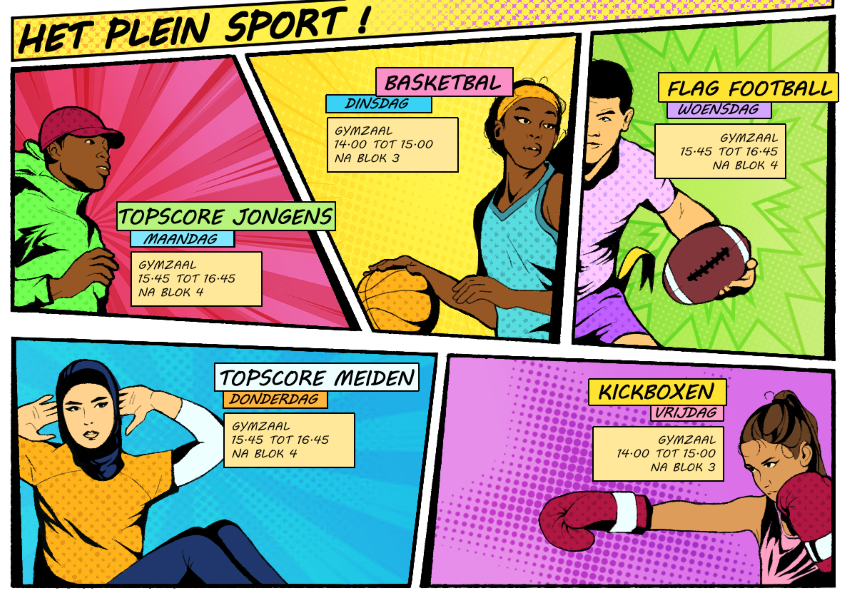 HET PLEIN SPORT !
TOPSCORE JONGENS
MAANDAG
GYMZAAL
15.45 TOT 16.45
NA BLOK 4
BASKETBAL
DINSDAG
GYMZAAL
14.00 TOT 15.00
NA BLOK 3
FLAG FOOTBALL
WOENSDAG
GYMZAAL
15.45 TOT 16.45
NA BLOK 4
TOPSCORE MEIDEN
DONDERDAG
GYMZAAL
15.45 TOT 16.45
NA BLOK 4
KICKBOXEN
VRIJDAG
GYMZAAL
14.00 TOT 15.00
NA BLOK 3